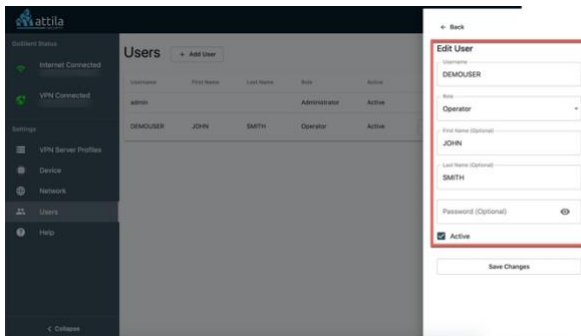 attila
GoSilent Status
Internet Connected
VPN Connected
Settings
VPN Server Profiles
Device
Network
Users
Help
< Collapse
Users
+ Add User
Username First Name Last Name Role Active
admin Administrator Active
DEMOUSER JOHN SMITH Operator Active
← Back
Edit User
Username
DEMOUSER
Role
Operator
First Name (Optional)
JOHN
Last Name (Optional)
SMITH
Password (Optional)
Active
Save Changes